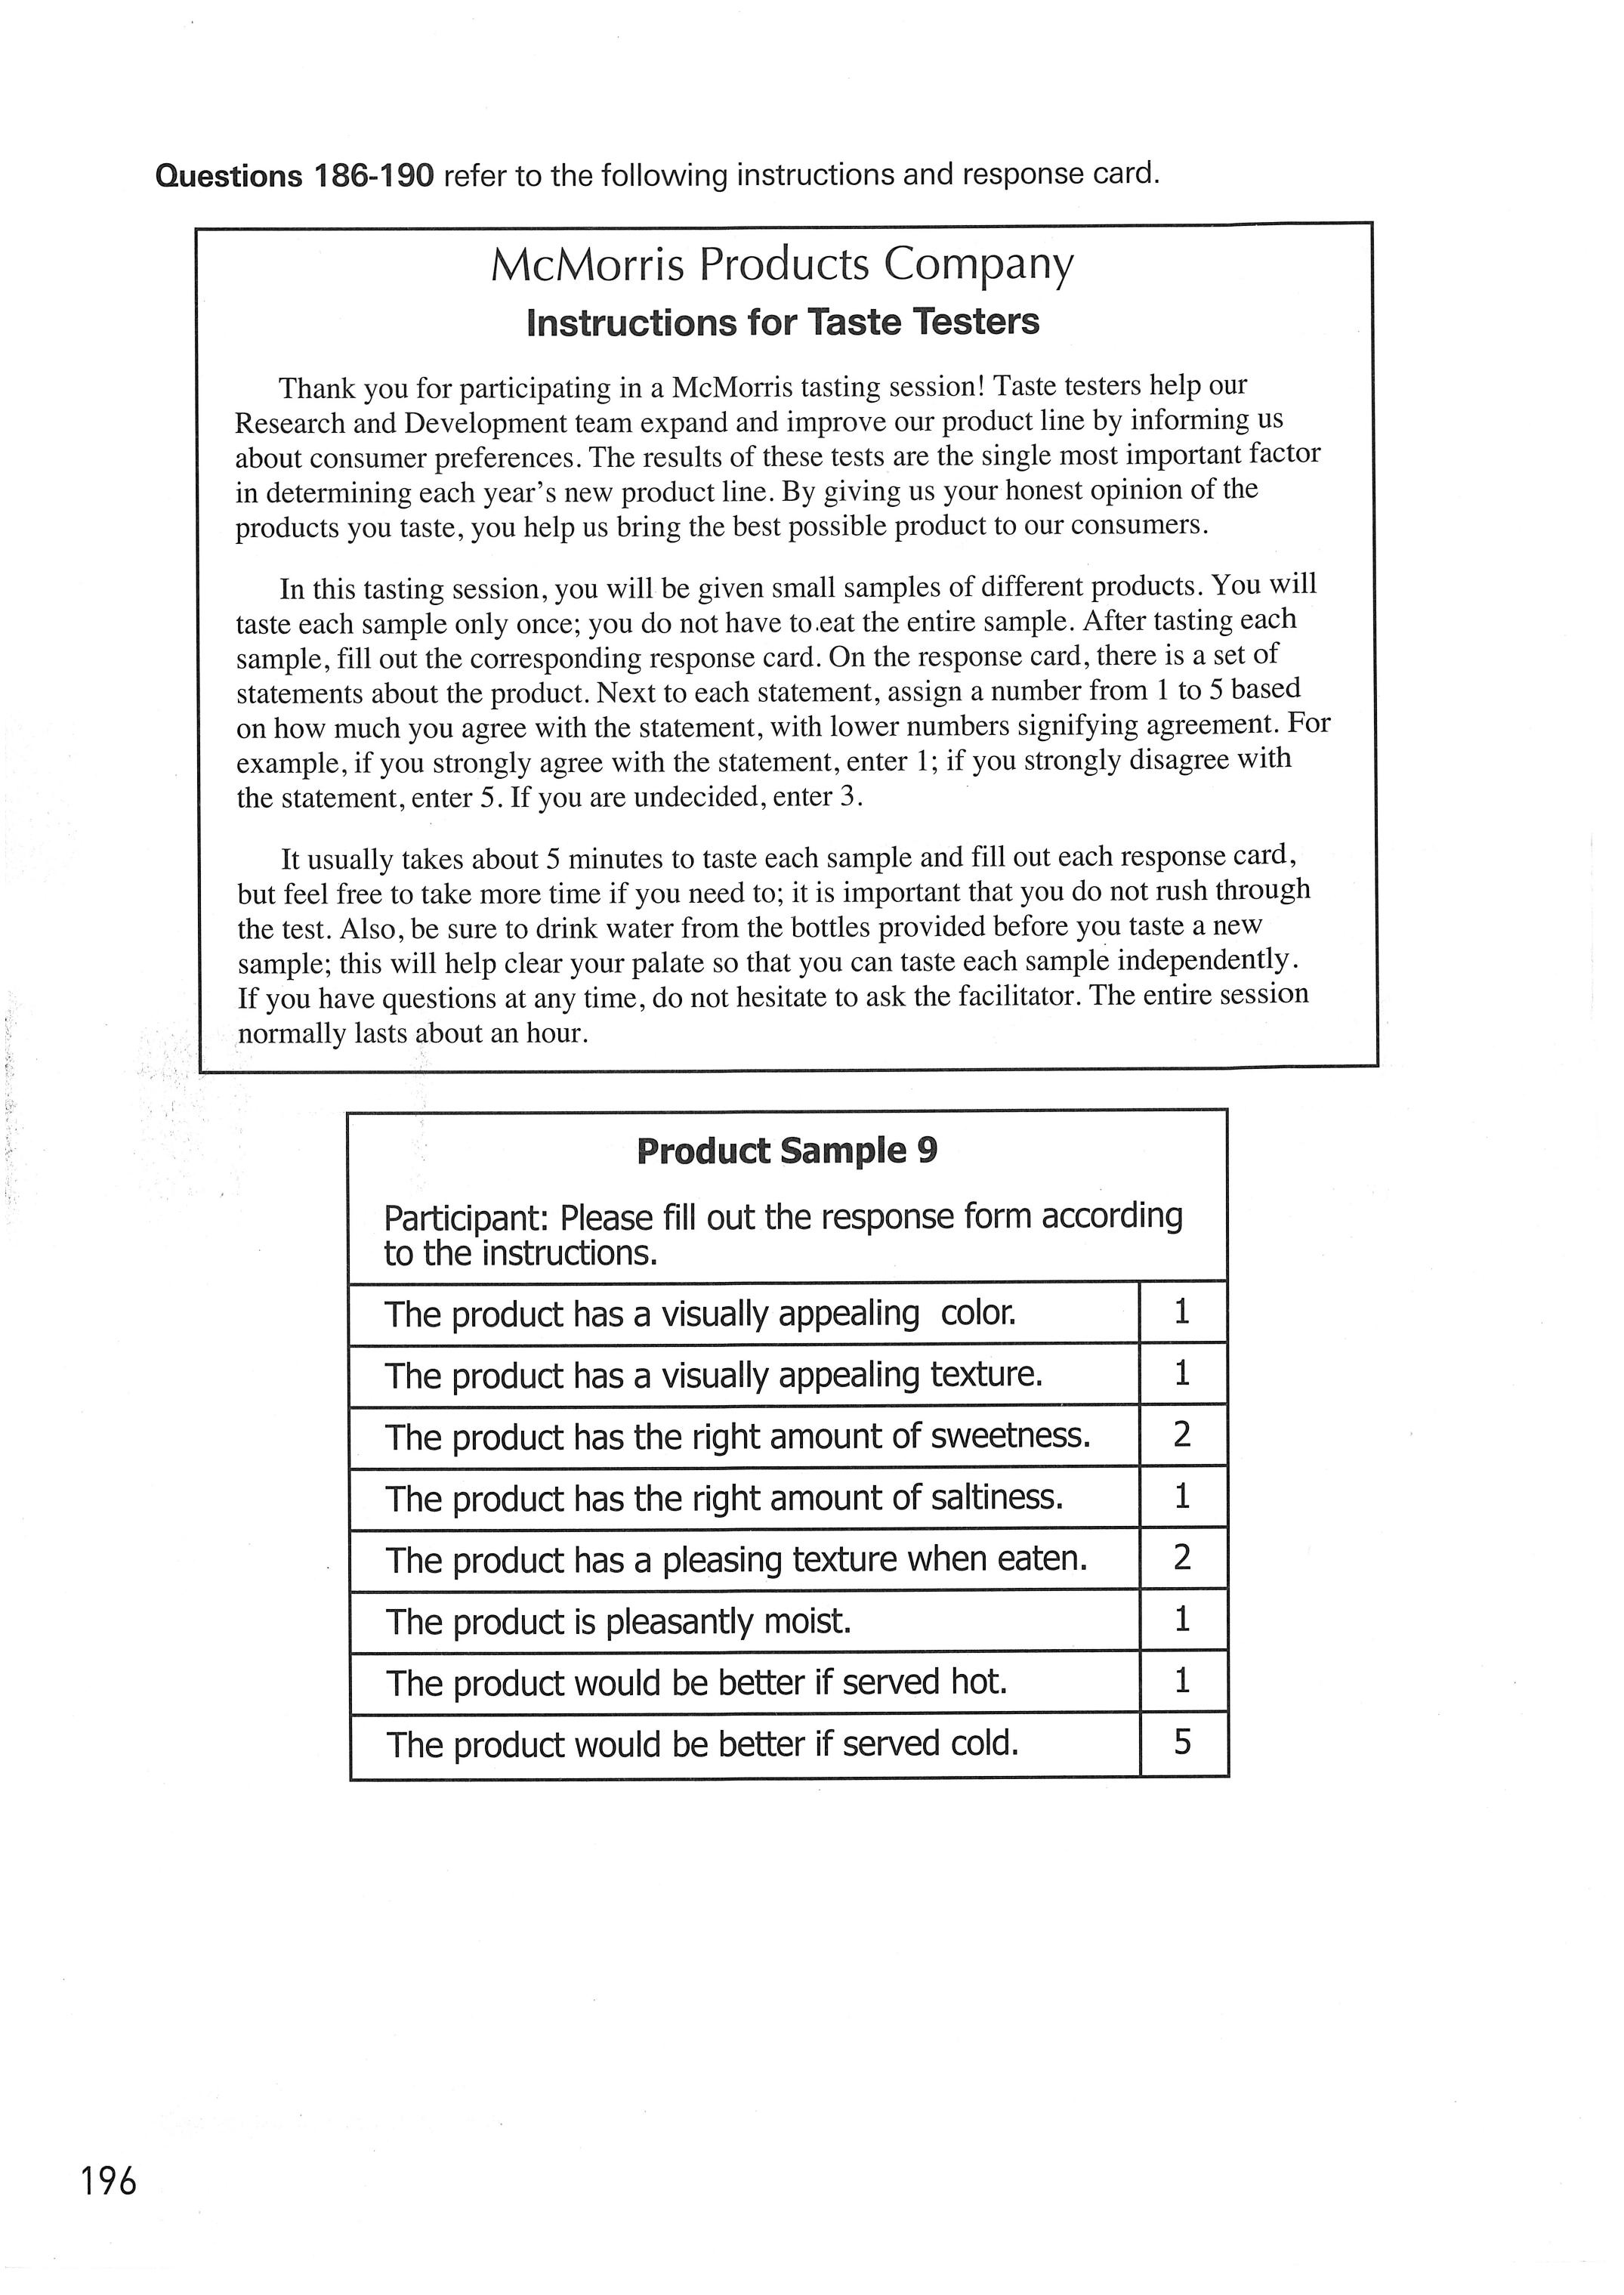 Questions 186-190 refer to the following instructions and response card.
McMorris Products Company
Instructions for Taste Testers
Thank you for participating in a McMorris tasting session! Taste testers help our
Research and Development team expand and improve our product line by informing us
about consumer preferences. The results of these tests are the single most important factor
in determining each year's new product line. By giving us your honest opinion of the
products you taste, you help us bring the best possible product to our consumers.
In this tasting session, you will be given small samples of different products. You will
taste each sample only once; you do not have to eat the entire sample. After tasting each
sample, fill out the corresponding response card. On the response card, there is a set of
statements about the product. Next to each statement, assign a number from 1 to 5 based
on how much you agree with the statement, with lower numbers signifying agreement. For
example, if you strongly agree with the statement, enter 1; if you strongly disagree with
the statement, enter 5. If you are undecided, enter 3.
It usually takes about 5 minutes to taste each sample and fill out each response card,
but feel free to take more time if you need to; it is important that you do not rush through
the test. Also, be sure to drink water from the bottles provided before you taste a new
sample; this will help clear your palate so that you can taste each sample independently.
If you have questions at any time, do not hesitate to ask the facilitator. The entire session
normally lasts about an hour.
Product Sample 9
Participant: Please fill out the response form according
to the instructions.
The product has a visually appealing color. 1
The product has a visually appealing texture. 1
The product has the right amount of sweetness. 2
The product has the right amount of saltiness. 1
The product has a pleasing texture when eaten. 2
The product is pleasantly moist. 1
The product would be better if served hot. 1
The product would be better if served cold. 5
196